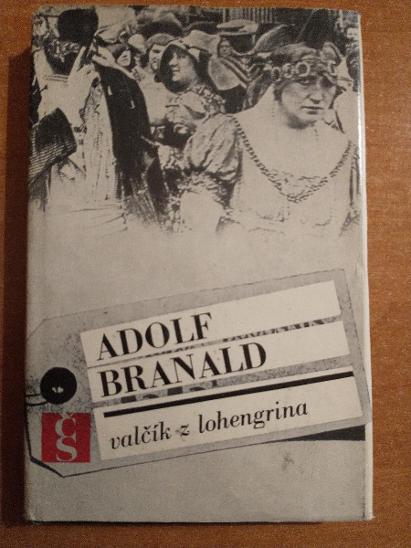 ADOLF
BRANALD
valčík z lohengrina
čs